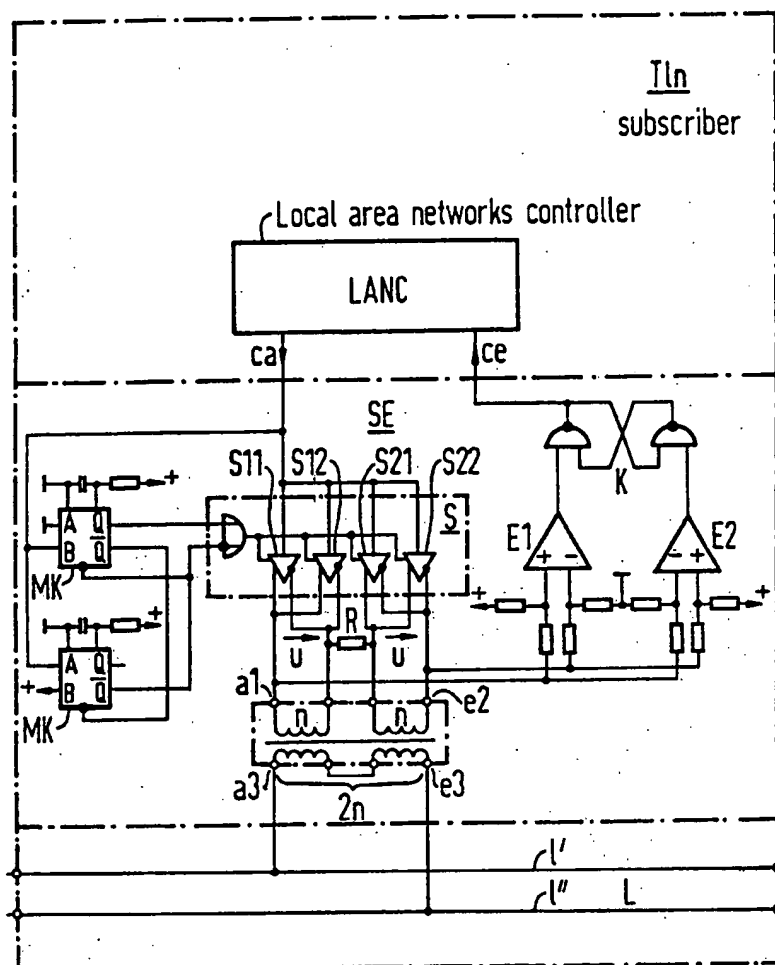 Tln
subscriber
Local area networks controller
LANC
ca
ce
SE
S11
S12
S21
S22
S
K
+
A
Q
B
Q̅
MK
E1
+ −
− +
E2
+
+
+
A
Q
B
Q̅
+
MK
R
U
U
a1
e2
n
n
a3
e3
2n
l'
l''
L